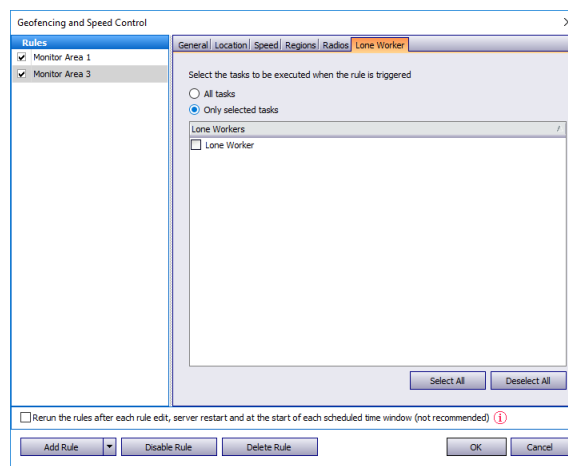 Geofencing and Speed Control
Rules
Monitor Area 1
Monitor Area 3
General Location Speed Regions Radios Lone Worker
Select the tasks to be executed when the rule is triggered
All tasks
Only selected tasks
Lone Workers
Lone Worker
Select All Deselect All
Rerun the rules after each rule edit, server restart and at the start of each scheduled time window (not recommended)
Add Rule Disable Rule Delete Rule OK Cancel